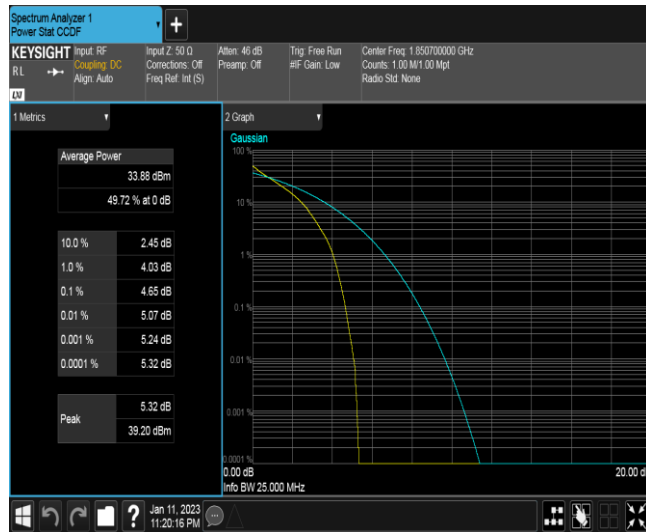 Spectrum Analyzer 1
Power Stat CCDF
+
KEYSIGHT
RL
LXI
Input: RF
Coupling: DC
Align: Auto
Input Z: 50 Ω
Corrections: Off
Freq Ref: Int (S)
Atten: 46 dB
Preamp: Off
Trig: Free Run
#IF Gain: Low
Center Freq: 1.850700000 GHz
Counts: 1.00 M/1.00 Mpt
Radio Std: None
1 Metrics
Average Power
33.88 dBm
49.72 % at 0 dB
10.0 % 2.45 dB
1.0 % 4.03 dB
0.1 % 4.65 dB
0.01 % 5.07 dB
0.001 % 5.24 dB
0.0001 % 5.32 dB
Peak
5.32 dB
39.20 dBm
2 Graph
Gaussian
100 %
10 %
1 %
0.1 %
0.01 %
0.001 %
0.0001 %
0.00 dB
20.00 d
Info BW 25.000 MHz
?
Jan 11, 2023
11:20:16 PM